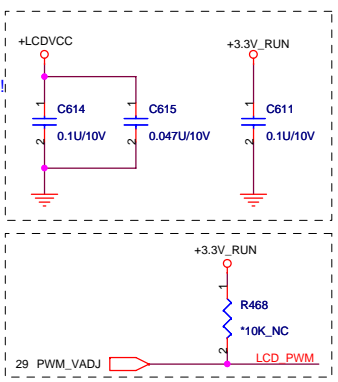 +LCDVCC
+3.3V_RUN
!
1 1 1
C614 C615 C611
0.1U/10V 0.047U/10V 0.1U/10V
2 2 2
+3.3V_RUN
1
R468
*10K_NC
2
29 PWM_VADJ LCD_PWM